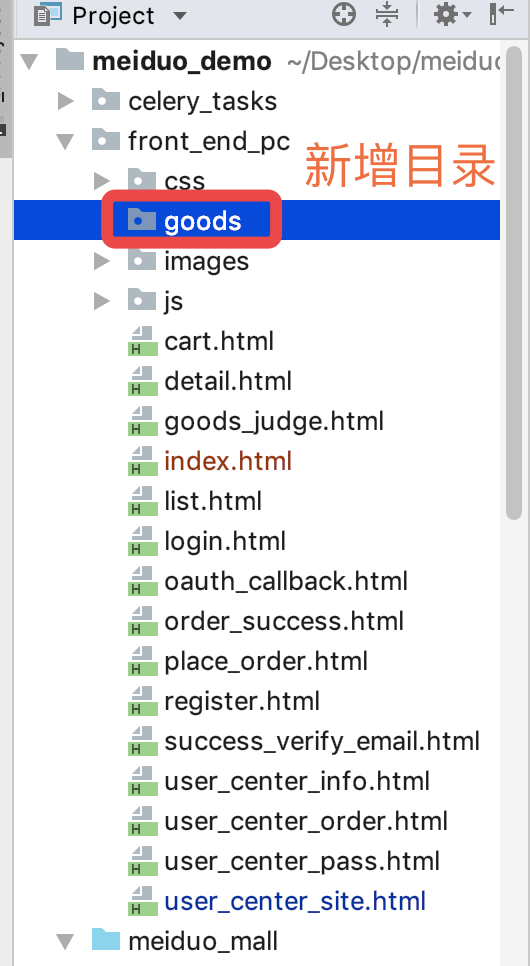 Project
meiduo_demo ~/Desktop/meiduo
celery_tasks
front_end_pc
新增目录
css
goods
images
js
cart.html
detail.html
goods_judge.html
index.html
list.html
login.html
oauth_callback.html
order_success.html
place_order.html
register.html
success_verify_email.html
user_center_info.html
user_center_order.html
user_center_pass.html
user_center_site.html
meiduo_mall